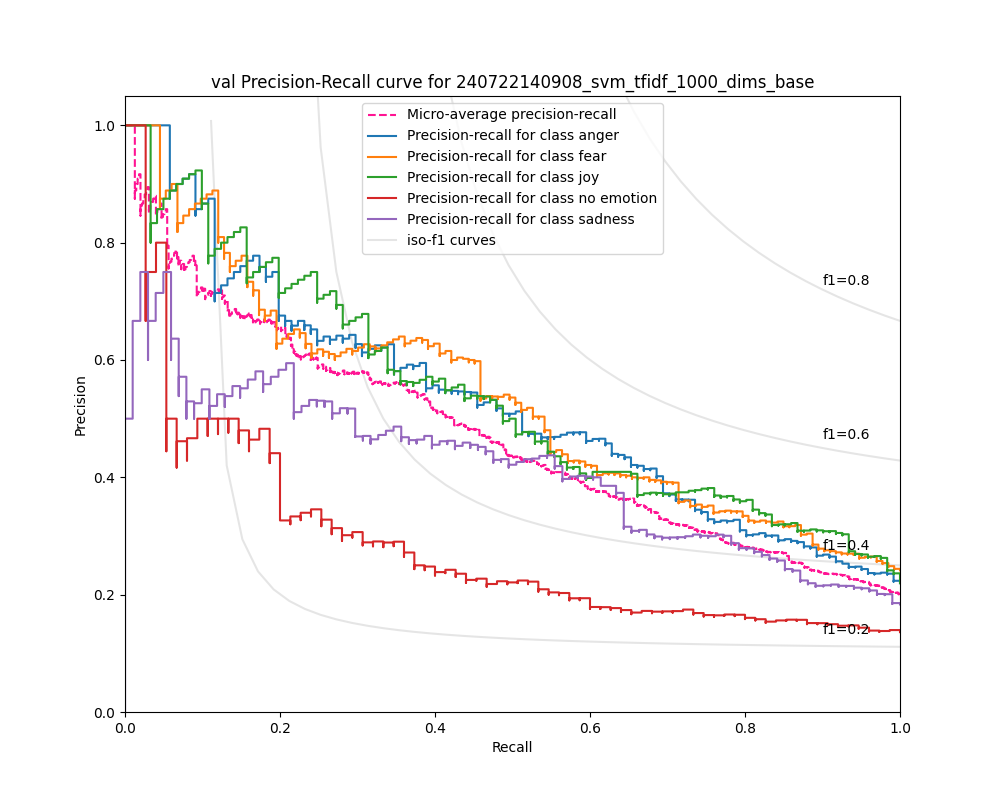 val Precision-Recall curve for 240722140908_svm_tfidf_1000_dims_base
Micro-average precision-recall
Precision-recall for class anger
Precision-recall for class fear
Precision-recall for class joy
Precision-recall for class no emotion
Precision-recall for class sadness
iso-f1 curves
1.0
0.8
0.6
0.4
0.2
0.0
Precision
f1=0.8
f1=0.6
f1=0.4
f1=0.2
0.0 0.2 0.4 0.6 0.8 1.0
Recall